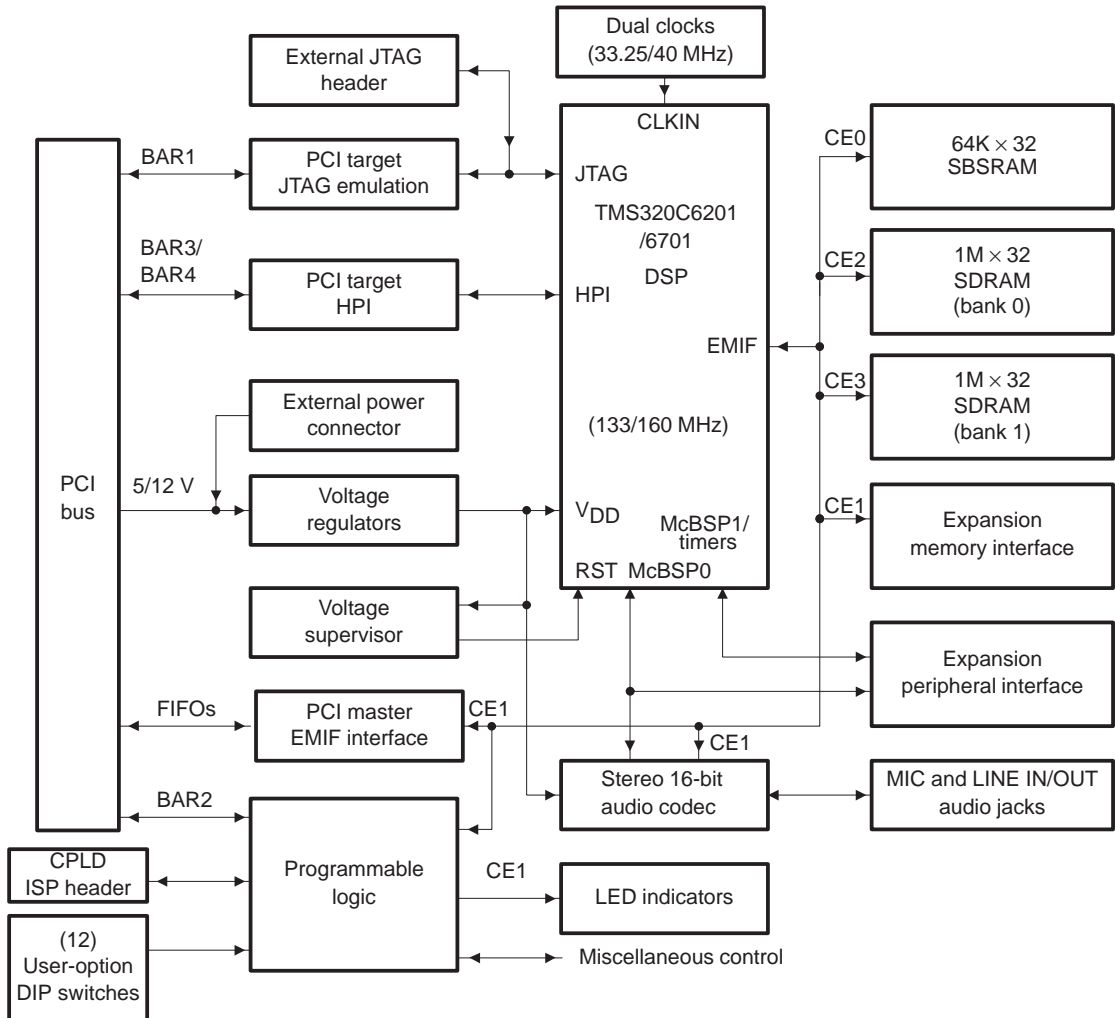 Dual clocks
(33.25/40 MHz)
External JTAG
header
CLKIN
CE0
64K × 32
SBSRAM
BAR1
PCI target
JTAG emulation
JTAG
TMS320C6201
/6701
DSP
BAR3/
BAR4
PCI target
HPI
HPI
CE2
1M × 32
SDRAM
(bank 0)
EMIF
CE3
1M × 32
SDRAM
(bank 1)
External power
connector
(133/160 MHz)
PCI
bus
5/12 V
Voltage
regulators
VDD
McBSP1/
timers
CE1
Expansion
memory interface
RST McBSP0
Voltage
supervisor
Expansion
peripheral interface
FIFOs
PCI master
EMIF interface
CE1
CE1
Stereo 16-bit
audio codec
MIC and LINE IN/OUT
audio jacks
BAR2
CPLD
ISP header
Programmable
logic
CE1
LED indicators
(12)
User-option
DIP switches
Miscellaneous control